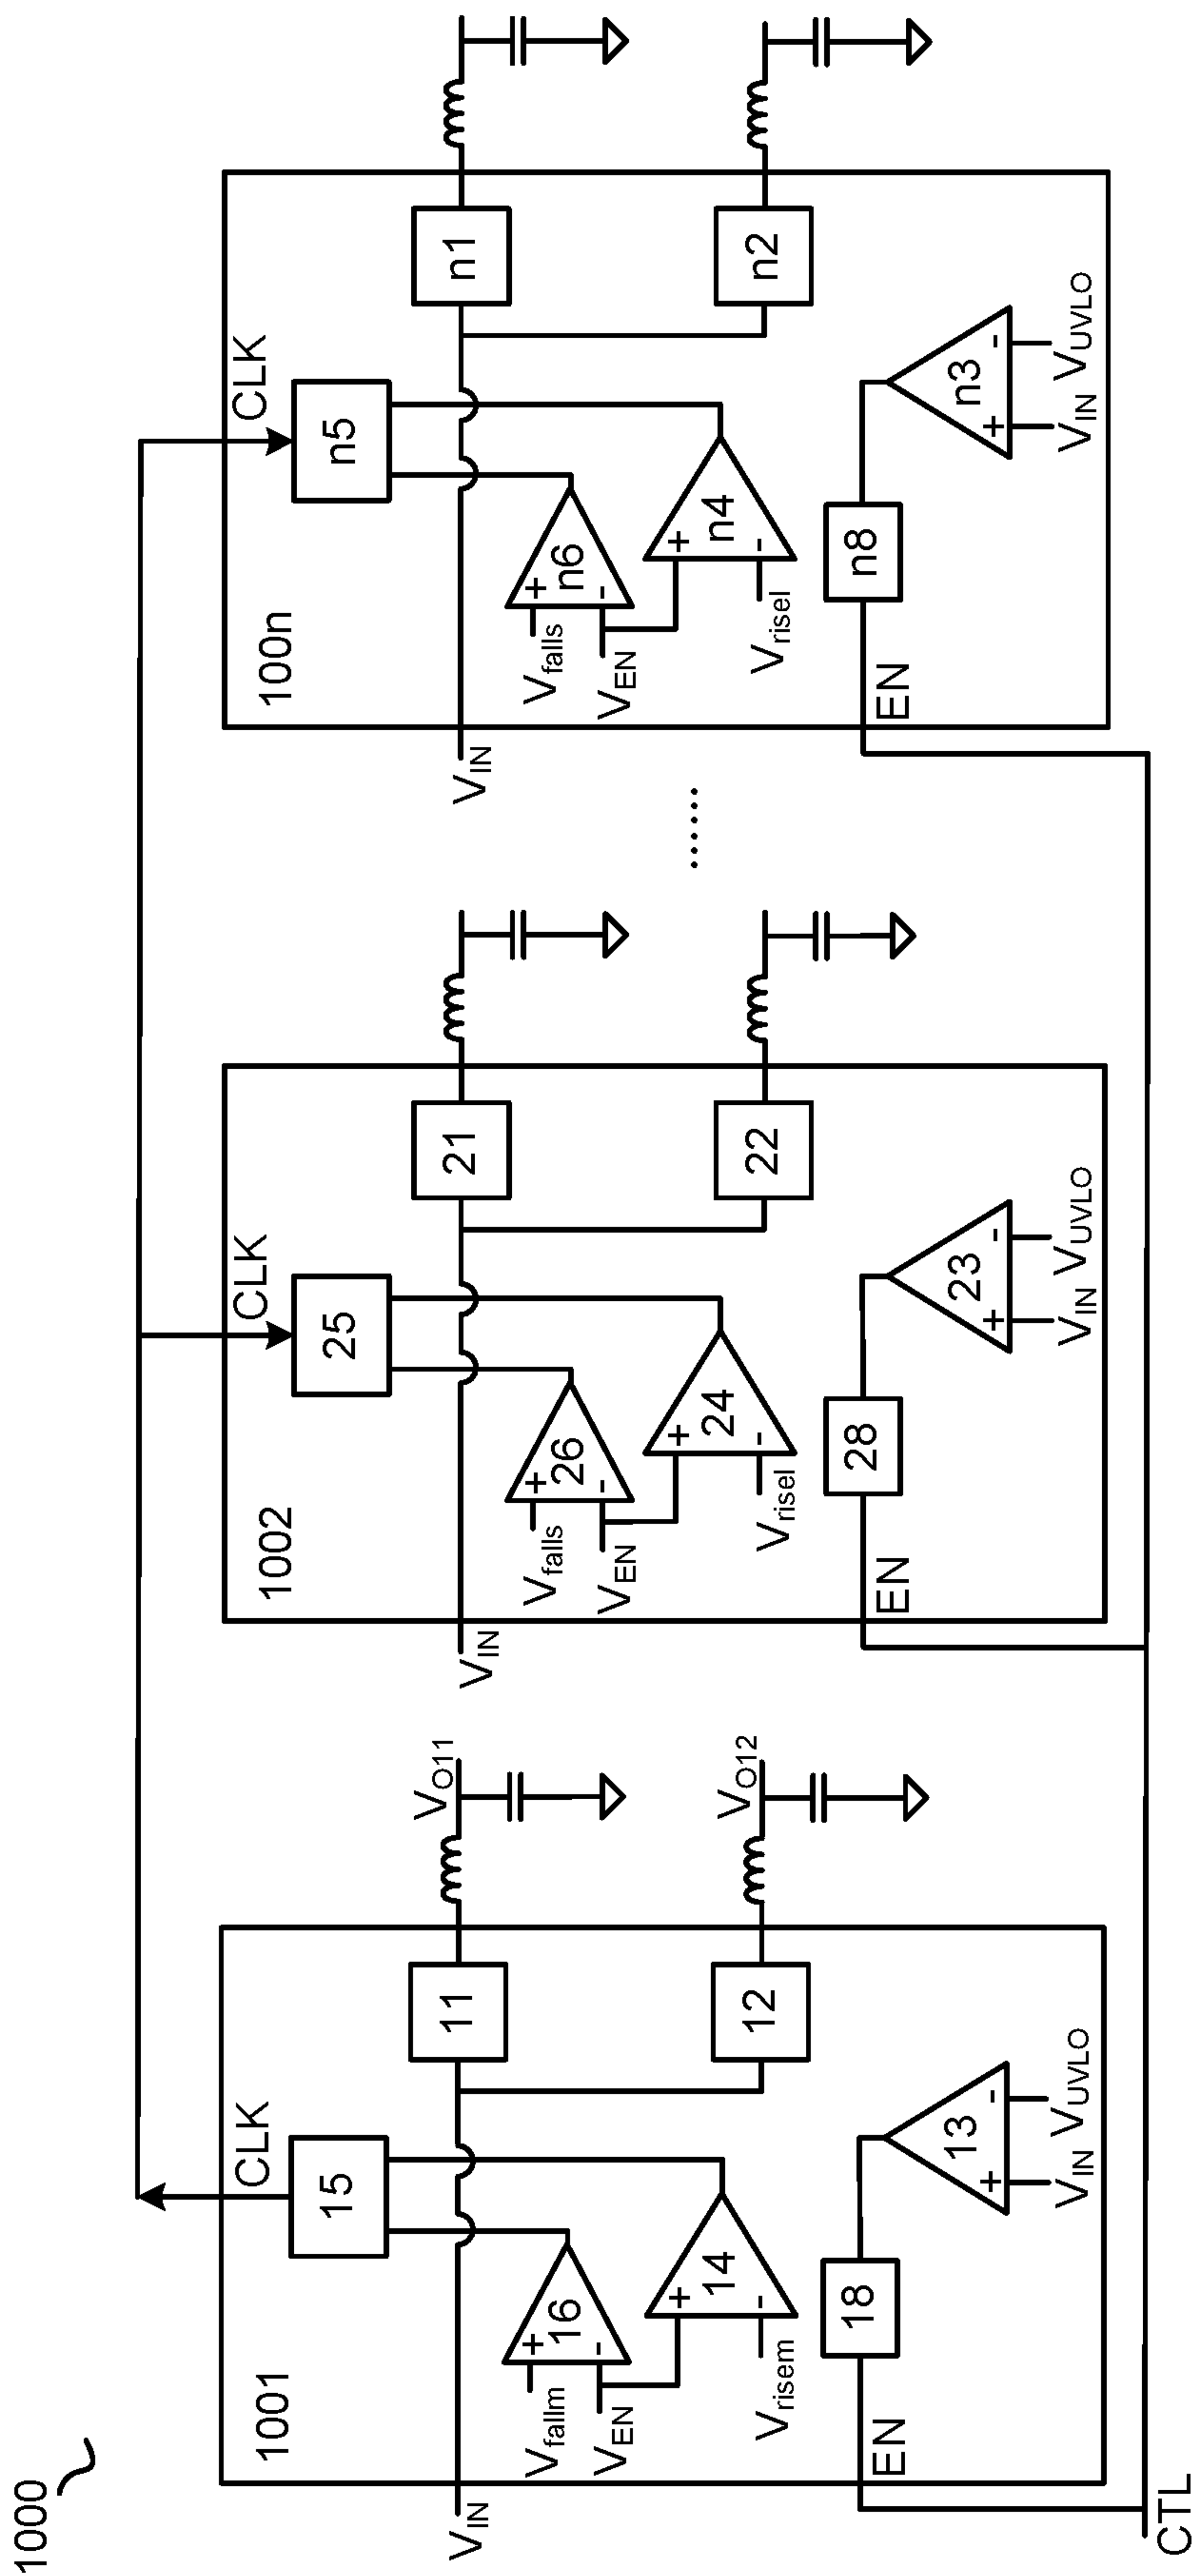 1000
1001
CLK
15
11
12
V_O11
V_O12
V_IN
16
+
-
V_fallm
V_EN
14
+
-
V_risem
18
13
+
-
V_IN
V_UVLO
EN
1002
CLK
25
21
22
V_IN
26
+
-
V_falls
V_EN
24
+
-
V_risel
28
23
+
-
V_IN
V_UVLO
EN
......
100n
CLK
n5
n1
n2
V_IN
n6
+
-
V_falls
V_EN
n4
+
-
V_risel
n8
n3
+
-
V_IN
V_UVLO
EN
CTL